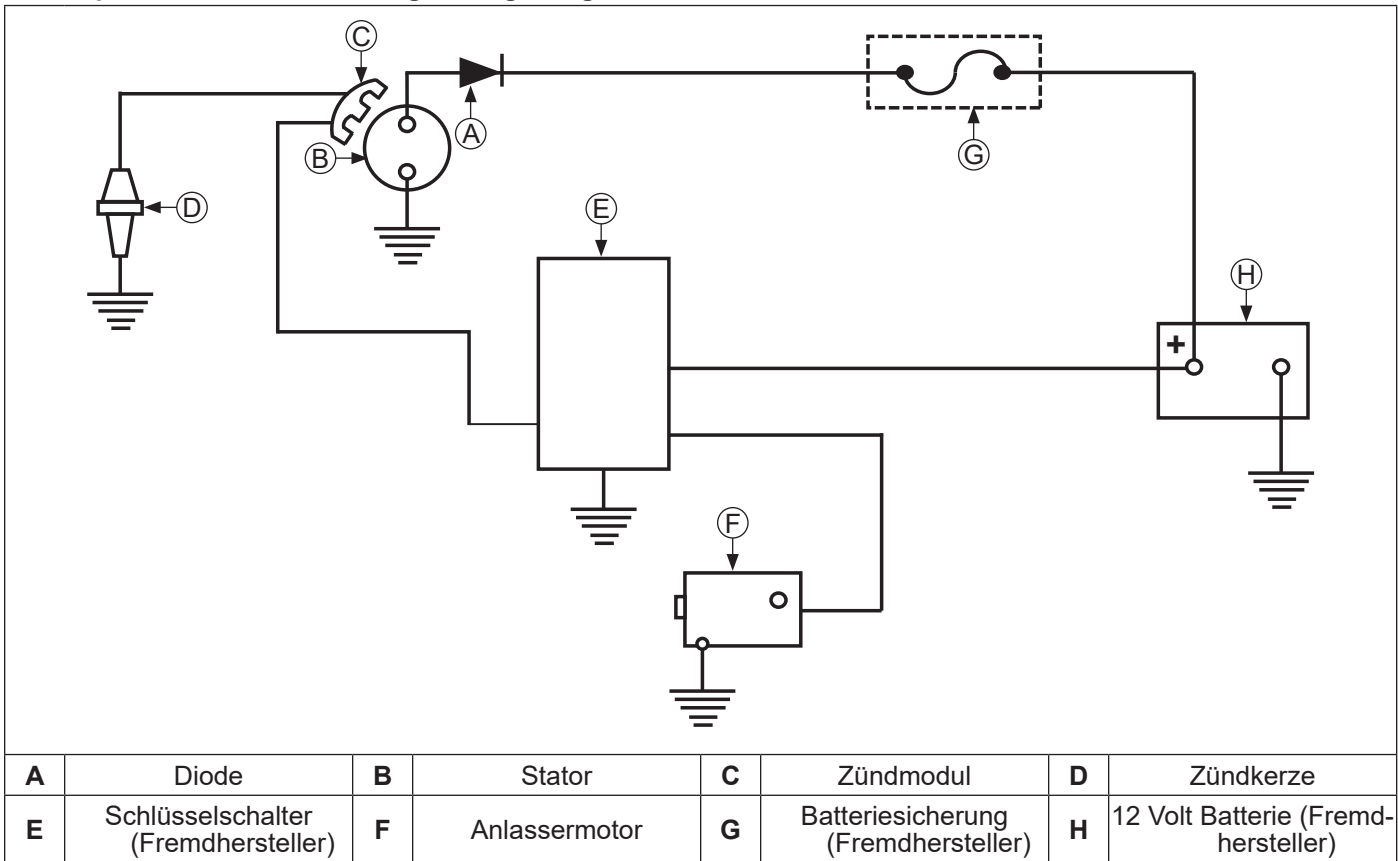 C
A
B
G
D
E
H
+
F
A Diode B Stator C Zündmodul D Zündkerze
E Schlüsselschalter (Fremdhersteller) F Anlassermotor G Batteriesicherung (Fremdhersteller) H 12 Volt Batterie (Fremd-
hersteller)